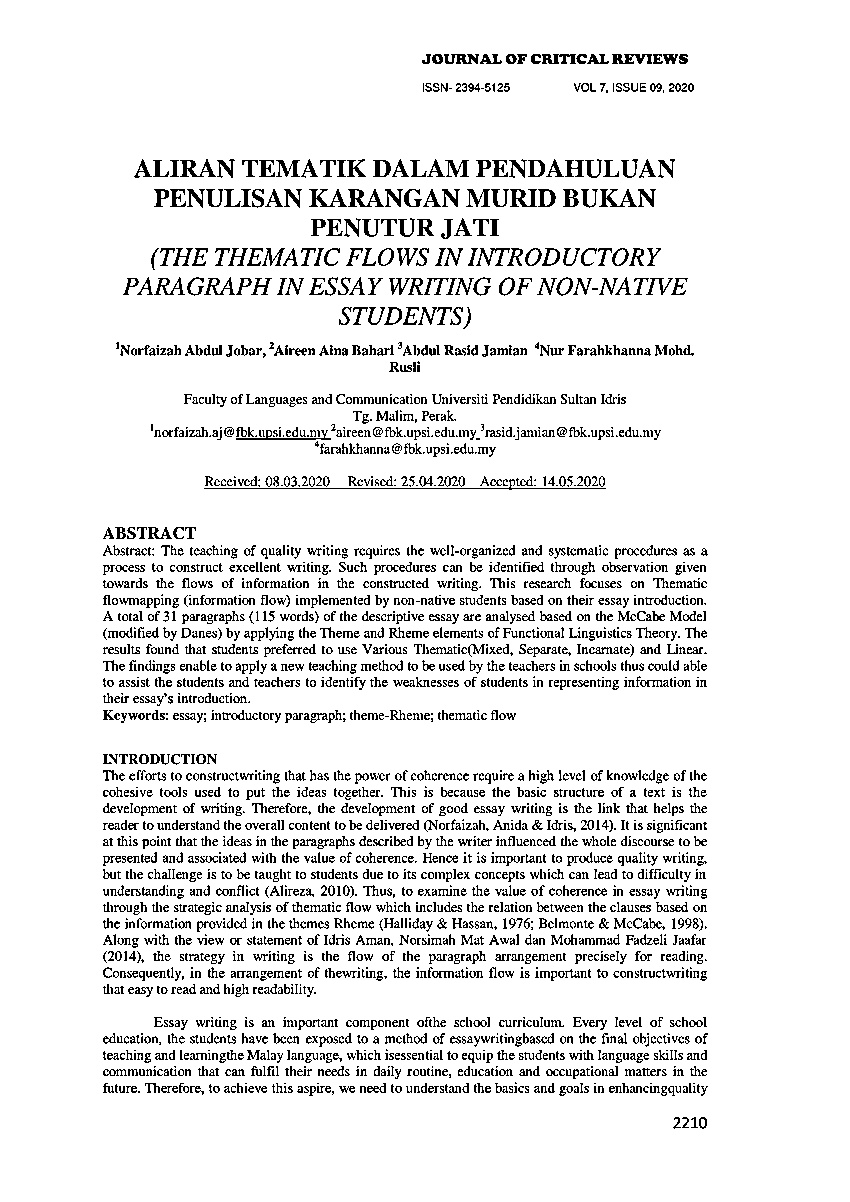 JOURNAL OF CRITICAL REVIEWS
ISSN- 2394-5125 VOL 7, ISSUE 09, 2020
ALIRAN TEMATIK DALAM PENDAHULUAN
PENULISAN KARANGAN MURID BUKAN
PENUTUR JATI
(THE THEMATIC FLOWS IN INTRODUCTORY
PARAGRAPH IN ESSAY WRITING OF NON-NATIVE
STUDENTS)
1Norfaizah Abdul Jobar, 2Aireen Aina Bahari 3Abdul Rasid Jamian 4Nur Farahkhanna Mohd.
Rusli
Faculty of Languages and Communication Universiti Pendidikan Sultan Idris
Tg. Malim, Perak.
1norfaizah.aj@fbk.upsi.edu.my 2aireen@fbk.upsi.edu.my 3rasid.jamian@fbk.upsi.edu.my
4farahkhanna@fbk.upsi.edu.my
Received: 08.03.2020 Revised: 25.04.2020 Accepted: 14.05.2020
ABSTRACT
Abstract: The teaching of quality writing requires the well-organized and systematic procedures as a
process to construct excellent writing. Such procedures can be identified through observation given
towards the flows of information in the constructed writing. This research focuses on Thematic
flowmapping (information flow) implemented by non-native students based on their essay introduction.
A total of 31 paragraphs (115 words) of the descriptive essay are analysed based on the McCabe Model
(modified by Danes) by applying the Theme and Rheme elements of Functional Linguistics Theory. The
results found that students preferred to use Various Thematic(Mixed, Separate, Incarnate) and Linear.
The findings enable to apply a new teaching method to be used by the teachers in schools thus could able
to assist the students and teachers to identify the weaknesses of students in representing information in
their essay's introduction.
Keywords: essay; introductory paragraph; theme-Rheme; thematic flow
INTRODUCTION
The efforts to constructwriting that has the power of coherence require a high level of knowledge of the
cohesive tools used to put the ideas together. This is because the basic structure of a text is the
development of writing. Therefore, the development of good essay writing is the link that helps the
reader to understand the overall content to be delivered (Norfaizah, Anida & Idris, 2014). It is significant
at this point that the ideas in the paragraphs described by the writer influenced the whole discourse to be
presented and associated with the value of coherence. Hence it is important to produce quality writing,
but the challenge is to be taught to students due to its complex concepts which can lead to difficulty in
understanding and conflict (Alireza, 2010). Thus, to examine the value of coherence in essay writing
through the strategic analysis of thematic flow which includes the relation between the clauses based on
the information provided in the themes Rheme (Halliday & Hassan, 1976; Belmonte & McCabe, 1998).
Along with the view or statement of Idris Aman, Norsimah Mat Awal dan Mohammad Fadzeli Jaafar
(2014), the strategy in writing is the flow of the paragraph arrangement precisely for reading.
Consequently, in the arrangement of thewriting, the information flow is important to constructwriting
that easy to read and high readability.
Essay writing is an important component ofthe school curriculum. Every level of school
education, the students have been exposed to a method of essaywritingbased on the final objectives of
teaching and learningthe Malay language, which isessential to equip the students with language skills and
communication that can fulfil their needs in daily routine, education and occupational matters in the
future. Therefore, to achieve this aspire, we need to understand the basics and goals in enhancingquality
2210